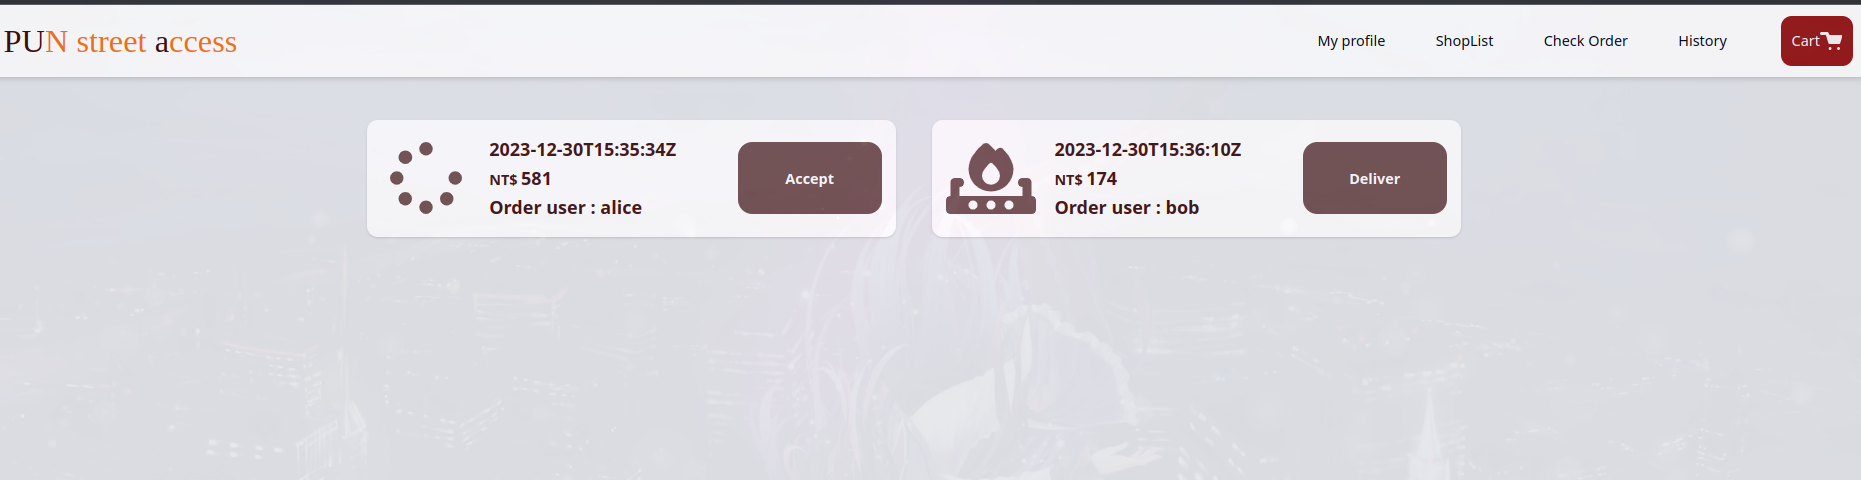 PUN street access
My profile
ShopList
Check Order
History
Cart
2023-12-30T15:35:34Z
NT$ 581
Order user : alice
Accept
2023-12-30T15:36:10Z
NT$ 174
Order user : bob
Deliver